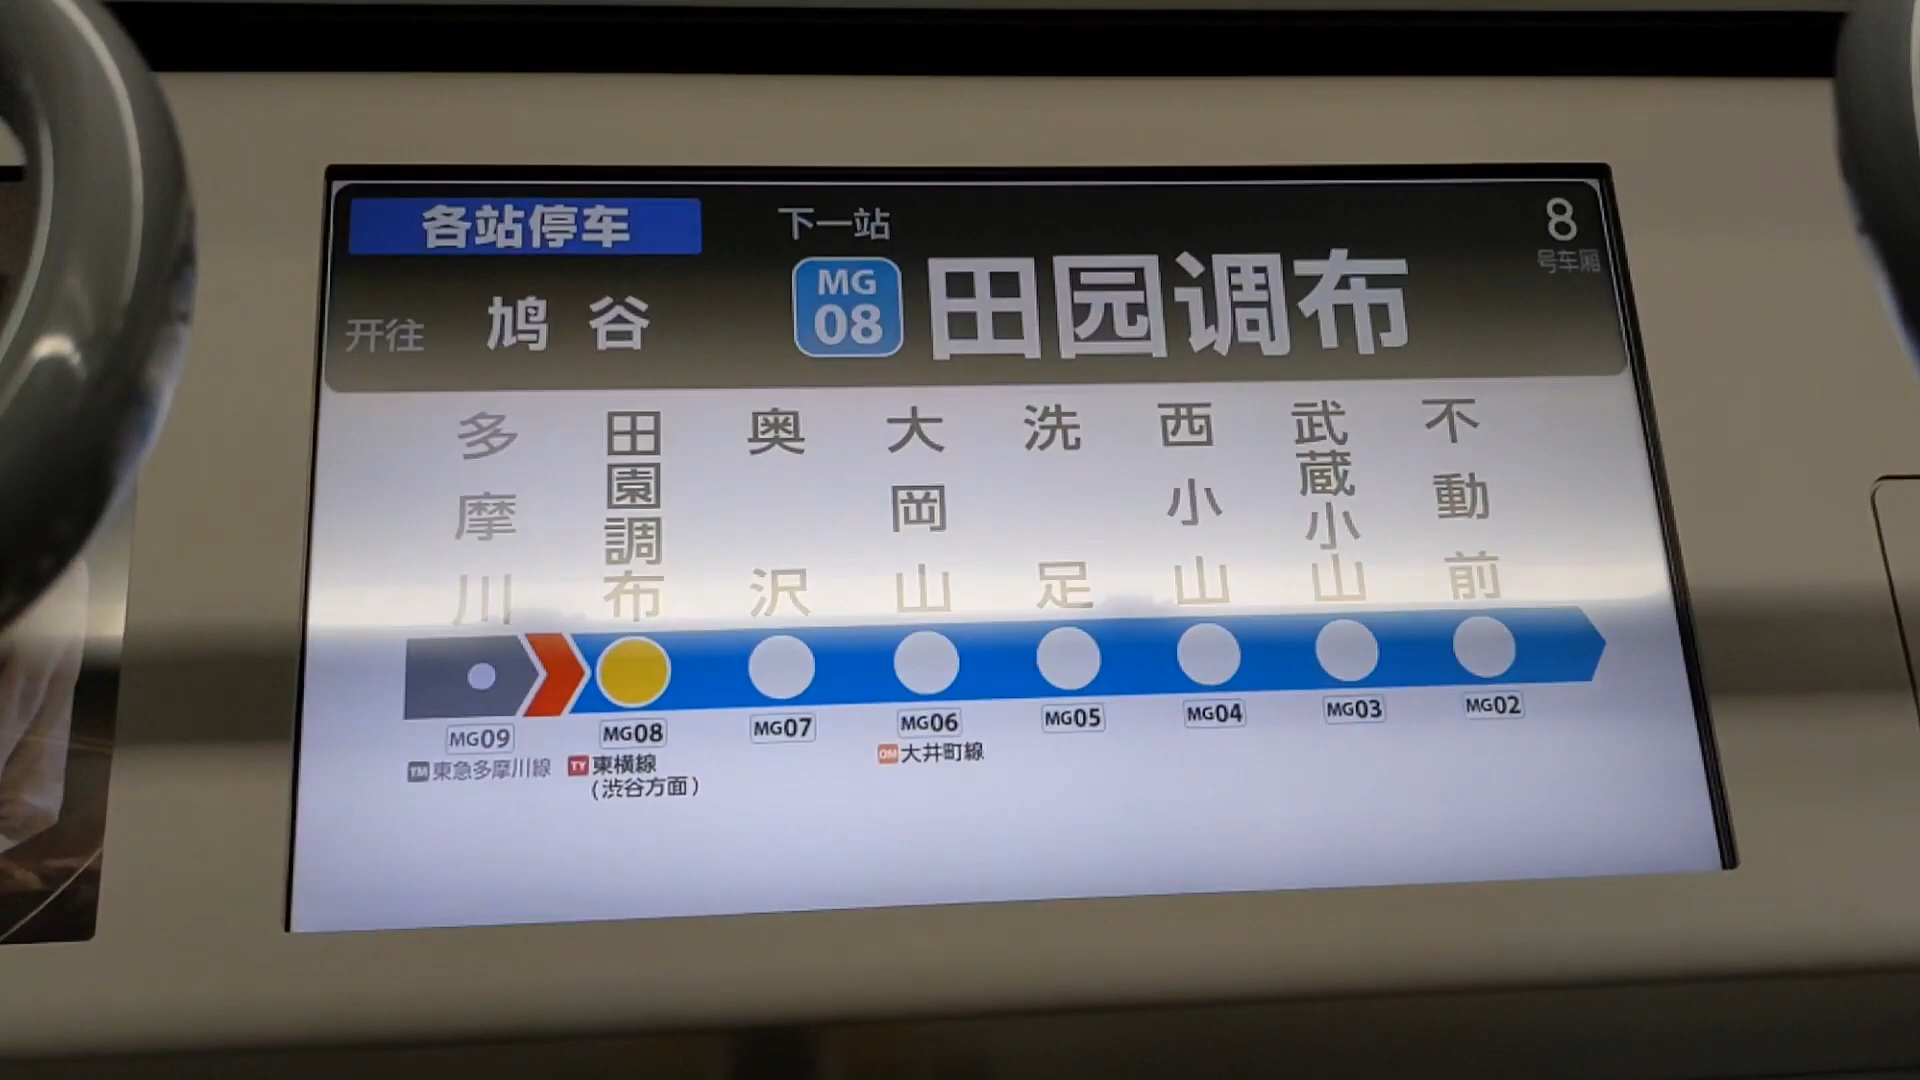 各站停车
下一站
8
号车厢
开往 鸠谷
MG
08
田园调布
多摩川
田園調布
奥沢
大岡山
洗足
西小山
武蔵小山
不動前
MG09
MG08
MG07
MG06
MG05
MG04
MG03
MG02
TM 東急多摩川線
TY 東横線
(渋谷方面)
OM 大井町線